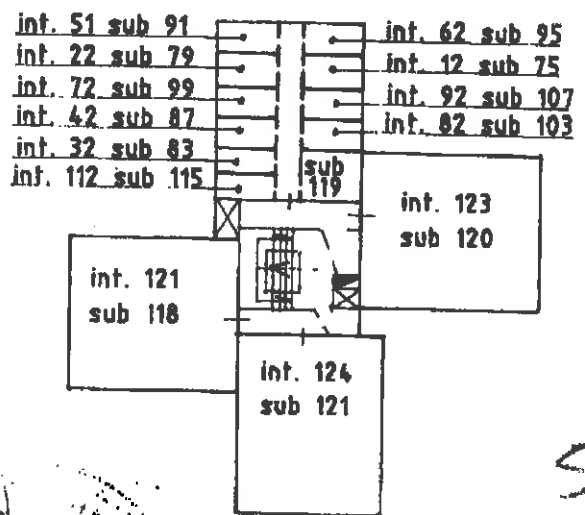 int. 51 sub 91
int. 22 sub 79
int. 72 sub 99
int. 42 sub 87
int. 32 sub 83
int. 112 sub 115
int. 62 sub 95
int. 12 sub 75
int. 92 sub 107
int. 82 sub 103
sub
119
int. 123
sub 120
int. 121
sub 118
int. 124
sub 121